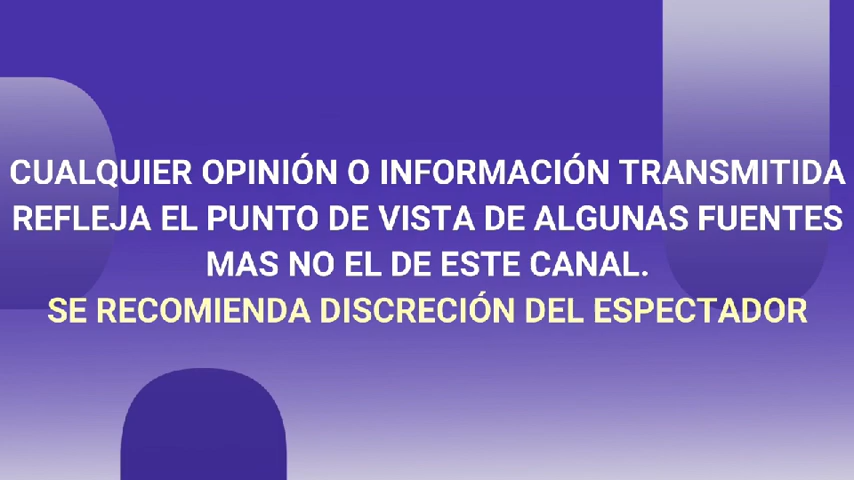 CUALQUIER OPINIÓN O INFORMACIÓN TRANSMITIDA
REFLEJA EL PUNTO DE VISTA DE ALGUNAS FUENTES
MAS NO EL DE ESTE CANAL.
SE RECOMIENDA DISCRECIÓN DEL ESPECTADOR